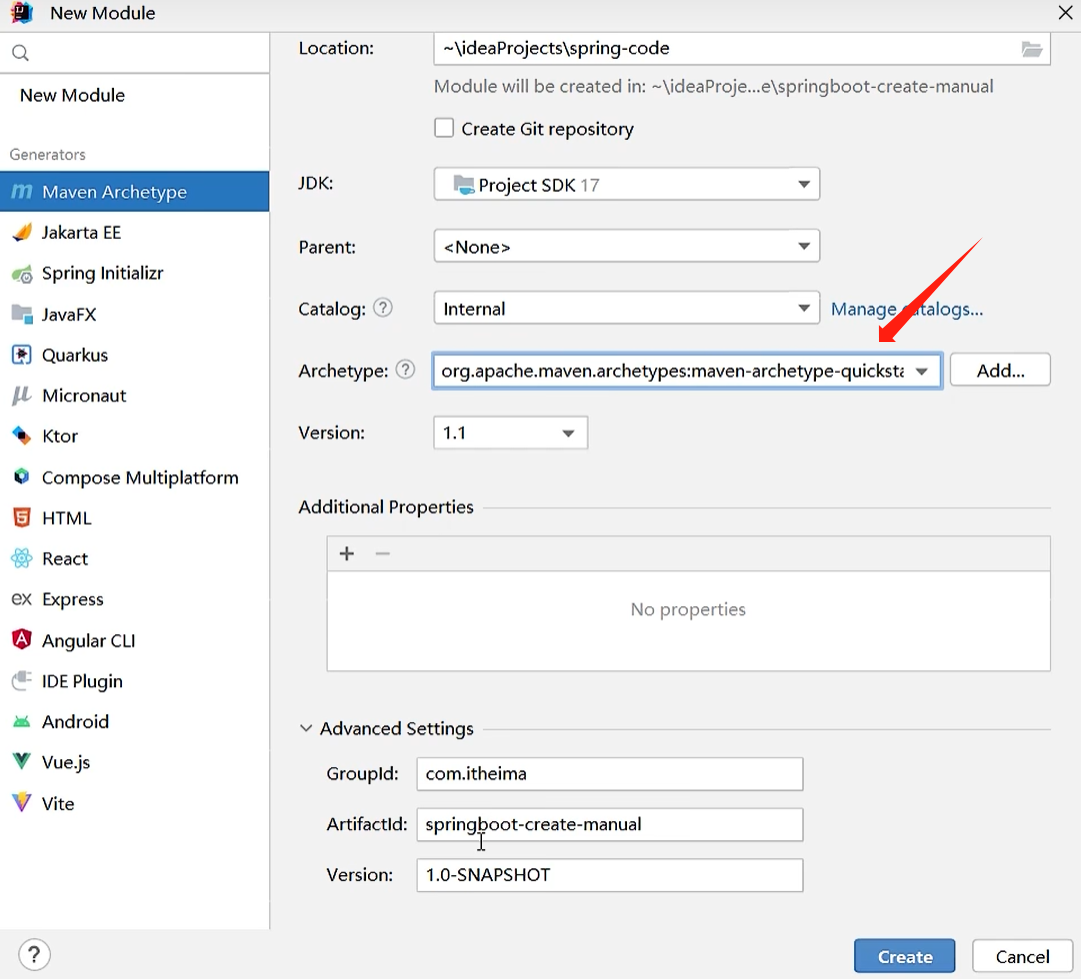 New Module
New Module
Generators
Maven Archetype
Jakarta EE
Spring Initializr
JavaFX
Quarkus
Micronaut
Ktor
Compose Multiplatform
HTML
React
Express
Angular CLI
IDE Plugin
Android
Vue.js
Vite
Location: ~\ideaProjects\spring-code
Module will be created in: ~\ideaProje...e\springboot-create-manual
Create Git repository
JDK: Project SDK 17
Parent: <None>
Catalog: ? Internal Manage catalogs...
Archetype: ? org.apache.maven.archetypes:maven-archetype-quicksta Add...
Version: 1.1
Additional Properties
No properties
Advanced Settings
GroupId: com.itheima
ArtifactId: springboot-create-manual
Version: 1.0-SNAPSHOT
? Create Cancel